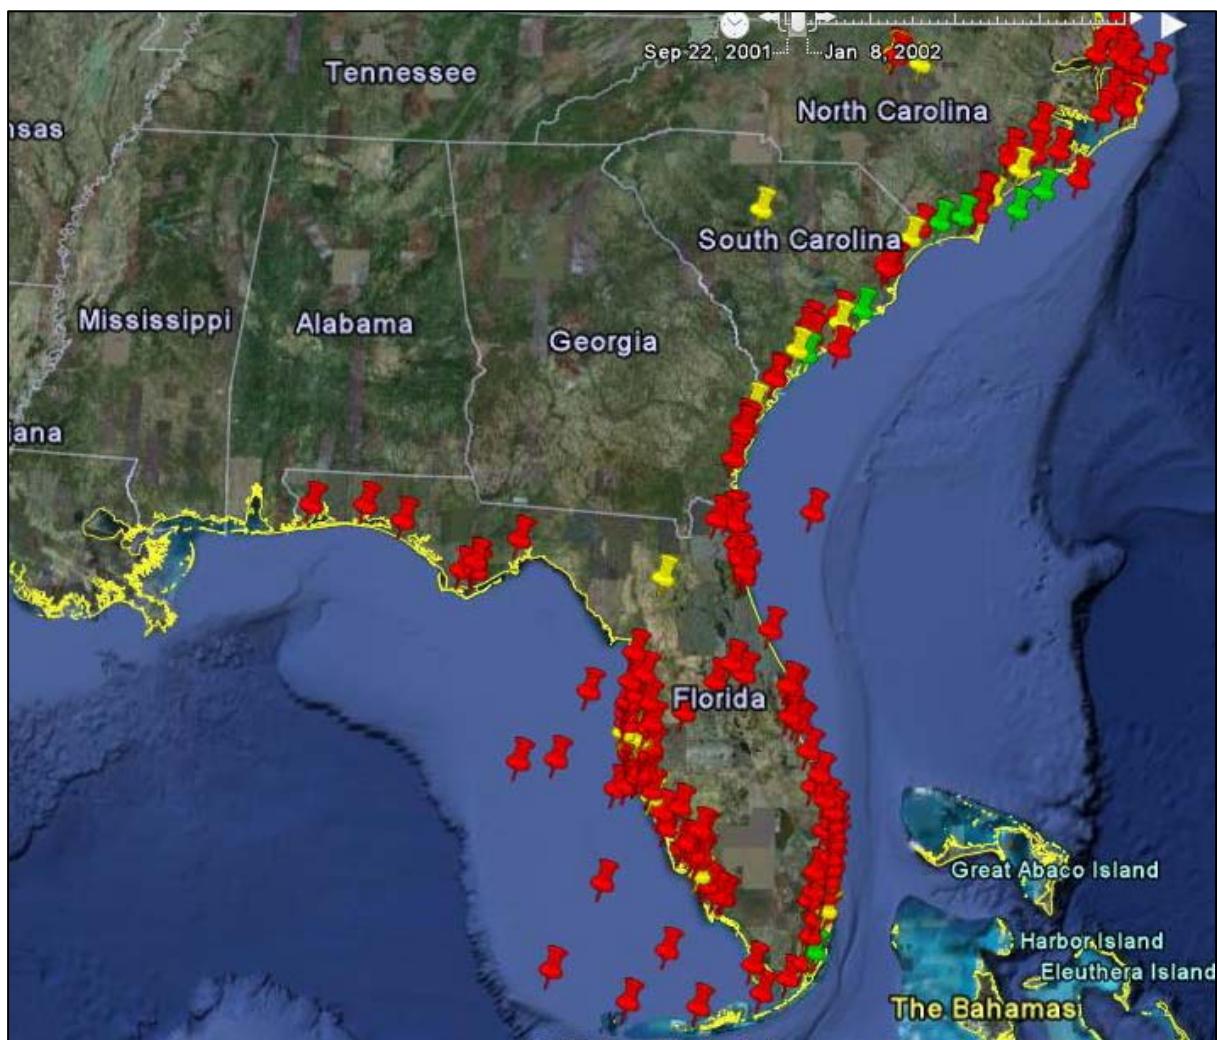 Sep 22, 2001
Jan 8, 2002
Tennessee
North Carolina
nsas
South Carolina
Mississippi
Alabama
Georgia
iana
Florida
Great Abaco Island
Harbor Island
Eleuthera Island
The Bahamas